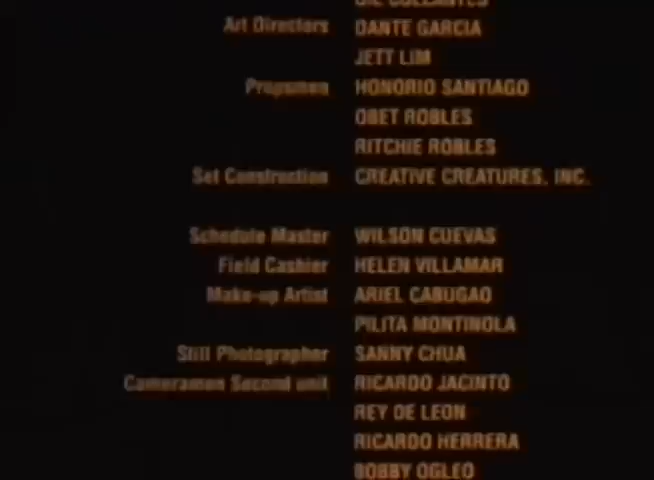 GIL COLLANTES
Art Directors DANTE GARCIA
JETT LIM
Propsmen HONORIO SANTIAGO
OBET ROBLES
RITCHIE ROBLES
Set Construction CREATIVE CREATURES, INC.
Schedule Master WILSON CUEVAS
Field Cashier HELEN VILLAMAR
Make-up Artist ARIEL CABUGAO
PILITA MONTINOLA
Still Photographer SANNY CHUA
Cameramen Second unit RICARDO JACINTO
REY DE LEON
RICARDO HERRERA
BOBBY OGLEO